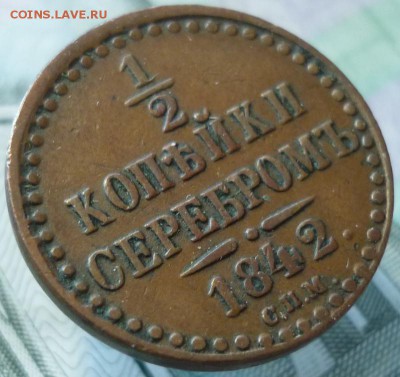 COINS.LAVE.RU
1/2
КОПѢЙКИ
СЕРЕБРОМЪ
1842
С.П.М.